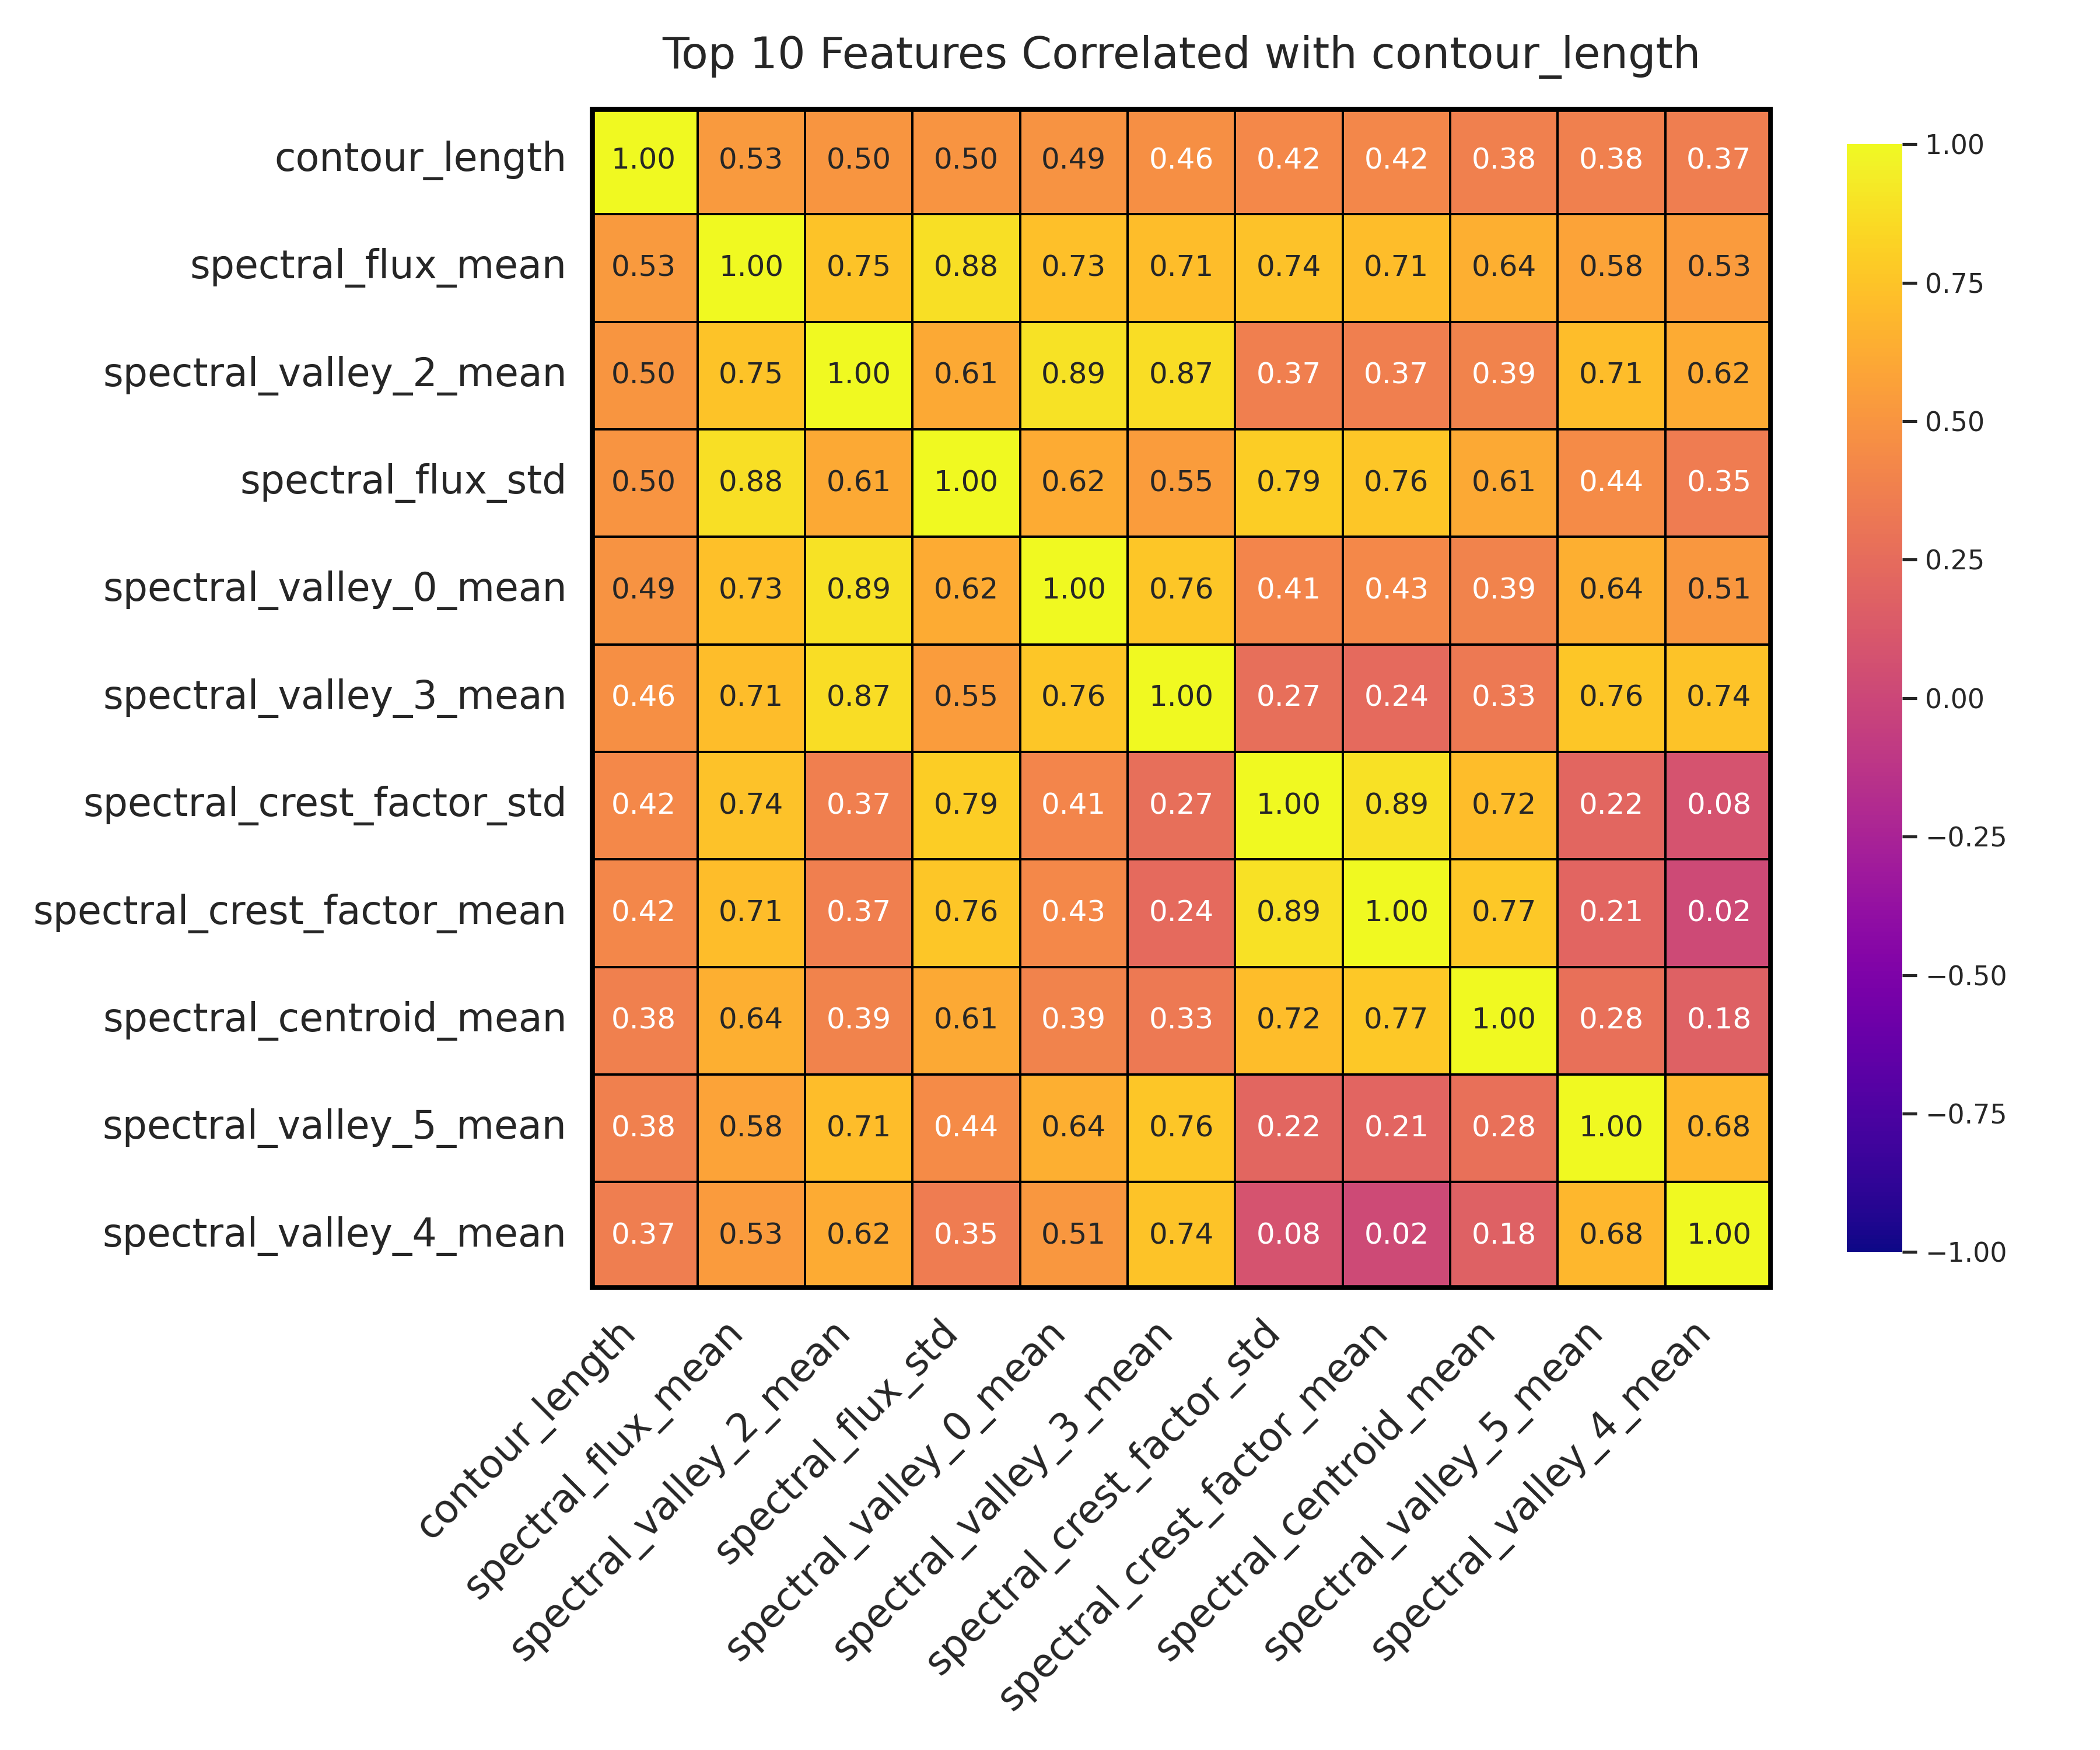 Top 10 Features Correlated with contour_length
contour_length 1.00 0.53 0.50 0.50 0.49 0.46 0.42 0.42 0.38 0.38 0.37
spectral_flux_mean 0.53 1.00 0.75 0.88 0.73 0.71 0.74 0.71 0.64 0.58 0.53
spectral_valley_2_mean 0.50 0.75 1.00 0.61 0.89 0.87 0.37 0.37 0.39 0.71 0.62
spectral_flux_std 0.50 0.88 0.61 1.00 0.62 0.55 0.79 0.76 0.61 0.44 0.35
spectral_valley_0_mean 0.49 0.73 0.89 0.62 1.00 0.76 0.41 0.43 0.39 0.64 0.51
spectral_valley_3_mean 0.46 0.71 0.87 0.55 0.76 1.00 0.27 0.24 0.33 0.76 0.74
spectral_crest_factor_std 0.42 0.74 0.37 0.79 0.41 0.27 1.00 0.89 0.72 0.22 0.08
spectral_crest_factor_mean 0.42 0.71 0.37 0.76 0.43 0.24 0.89 1.00 0.77 0.21 0.02
spectral_centroid_mean 0.38 0.64 0.39 0.61 0.39 0.33 0.72 0.77 1.00 0.28 0.18
spectral_valley_5_mean 0.38 0.58 0.71 0.44 0.64 0.76 0.22 0.21 0.28 1.00 0.68
spectral_valley_4_mean 0.37 0.53 0.62 0.35 0.51 0.74 0.08 0.02 0.18 0.68 1.00
contour_length
spectral_flux_mean
spectral_valley_2_mean
spectral_flux_std
spectral_valley_0_mean
spectral_valley_3_mean
spectral_crest_factor_std
spectral_crest_factor_mean
spectral_centroid_mean
spectral_valley_5_mean
spectral_valley_4_mean
1.00
0.75
0.50
0.25
0.00
−0.25
−0.50
−0.75
−1.00